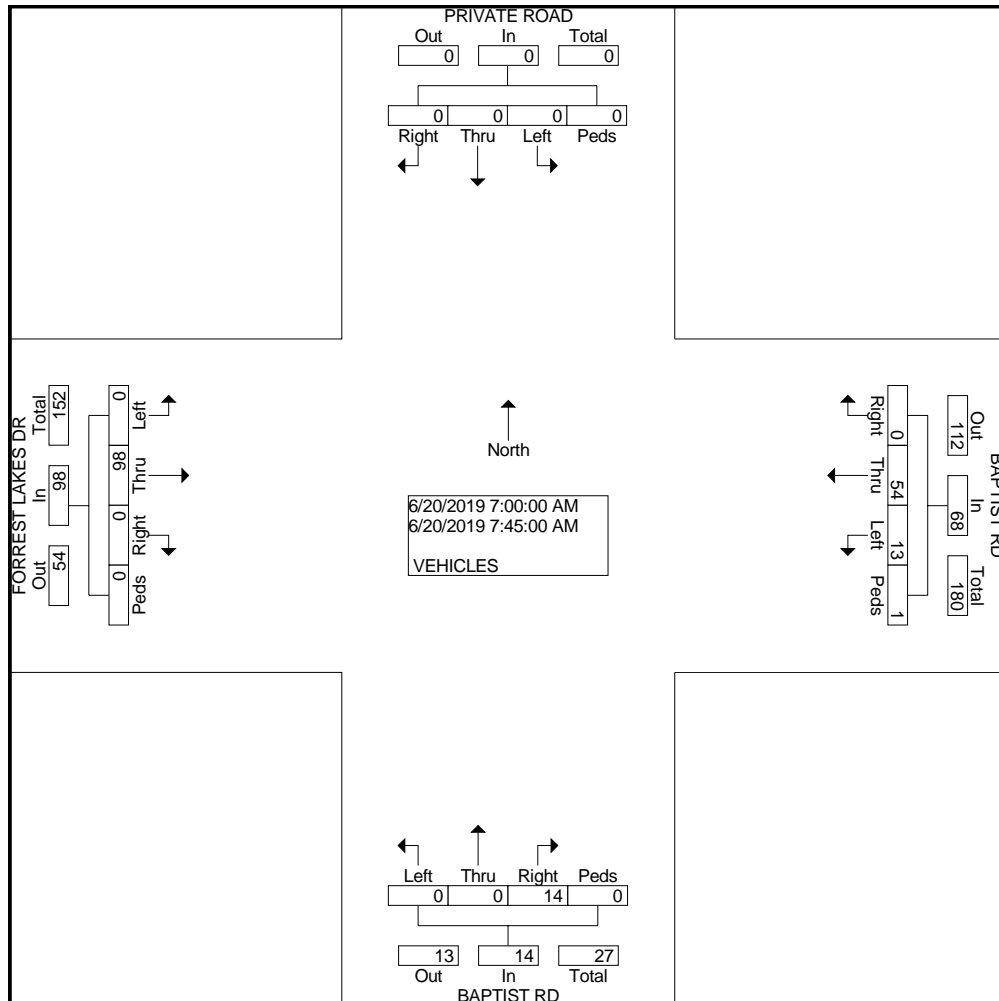 PRIVATE ROAD
Out In Total
0 0 0
0 0 0 0
Right Thru Left Peds
FORREST LAKES DR
Total In Out
152 98 54
0 98 0 0
Left Thru Right Peds
North
6/20/2019 7:00:00 AM
6/20/2019 7:45:00 AM
VEHICLES
BAPTIST RD
Out In Total
112 68 180
0 54 13 1
Right Thru Left Peds
Left Thru Right Peds
0 0 14 0
13 14 27
Out In Total
BAPTIST RD